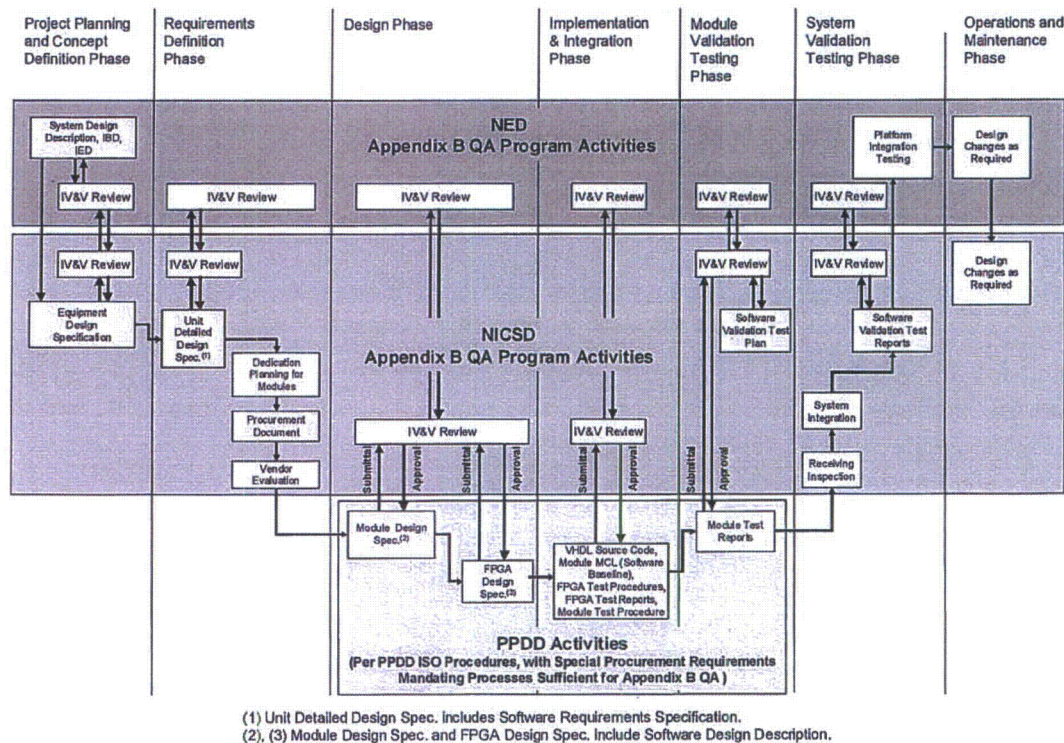 Project Planning
and Concept
Definition Phase
Requirements
Definition
Phase
Design Phase
Implementation
& Integration
Phase
Module
Validation
Testing
Phase
System
Validation
Testing Phase
Operations and
Maintenance
Phase
NED
Appendix B QA Program Activities
System Design
Description, IBD,
IED
IV&V Review
IV&V Review
IV&V Review
IV&V Review
IV&V Review
IV&V Review
Platform
Integration
Testing
Design
Changes as
Required
NICSD
Appendix B QA Program Activities
IV&V Review
IV&V Review
IV&V Review
IV&V Review
Design
Changes as
Required
Equipment
Design
Specification
Unit
Detailed
Design
Spec.(1)
Software
Validation Test
Plan
Software
Validation Test
Reports
Dedication
Planning for
Modules
Procurement
Document
Vendor
Evaluation
IV&V Review
IV&V Review
System
Integration
Receiving
Inspection
Submittal
Approval
Submittal
Approval
Submittal
Approval
Submittal
Approval
Module Design
Spec.(2)
FPGA
Design
Spec.(3)
VHDL Source Code,
Module MCL (Software
Baseline),
FPGA Test Procedures,
FPGA Test Reports,
Module Test Procedure
Module Test
Reports
PPDD Activities
(Per PPDD ISO Procedures, with Special Procurement Requirements
Mandating Processes Sufficient for Appendix B QA)
(1) Unit Detailed Design Spec. includes Software Requirements Specification.
(2), (3) Module Design Spec. and FPGA Design Spec. Include Software Design Description.